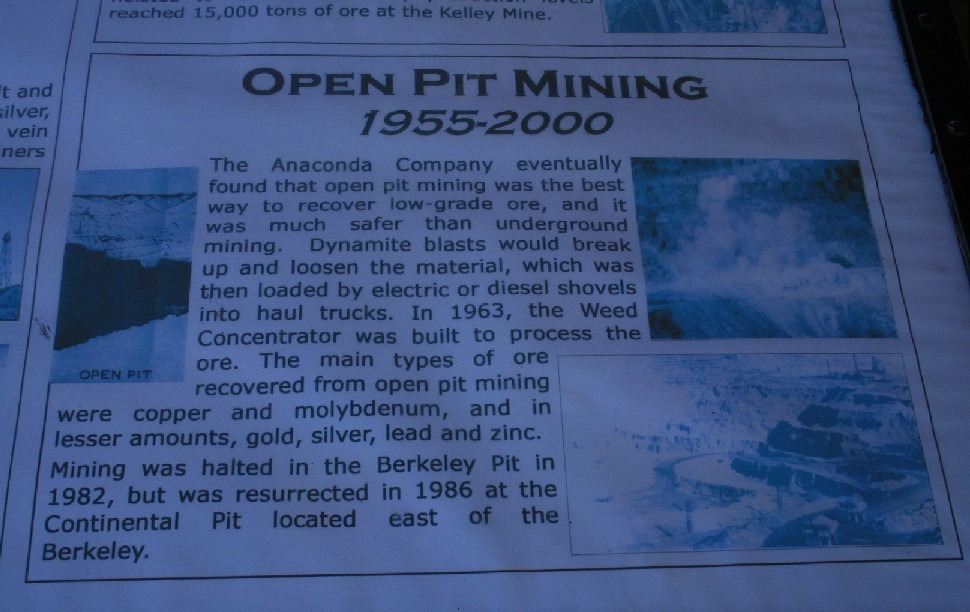 reached 15,000 tons of ore at the Kelley Mine.
t and
silver,
vein
ners
OPEN PIT MINING
1955-2000
The Anaconda Company eventually
found that open pit mining was the best
way to recover low-grade ore, and it
was much safer than underground
mining. Dynamite blasts would break
up and loosen the material, which was
then loaded by electric or diesel shovels
into haul trucks. In 1963, the Weed
Concentrator was built to process the
ore. The main types of ore
recovered from open pit mining
were copper and molybdenum, and in
lesser amounts, gold, silver, lead and zinc.
Mining was halted in the Berkeley Pit in
1982, but was resurrected in 1986 at the
Continental Pit located east of the
Berkeley.
OPEN PIT